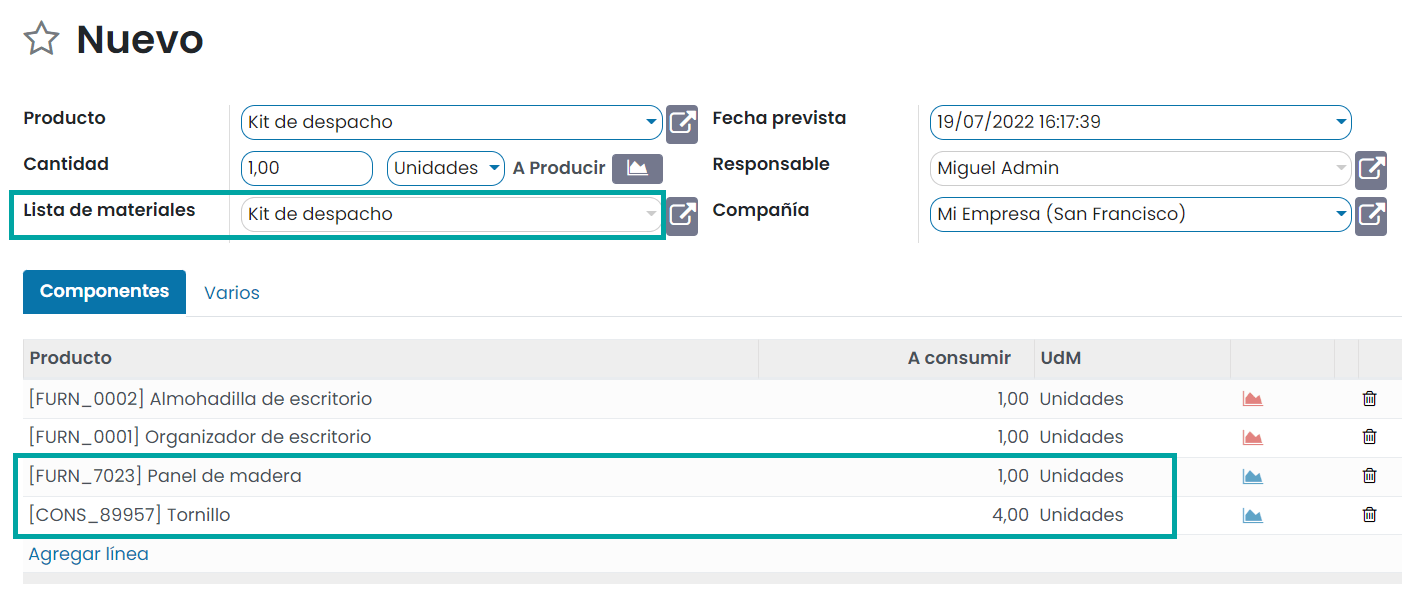 Nuevo
Producto Kit de despacho Fecha prevista 19/07/2022 16:17:39
Cantidad 1,00 Unidades A Producir Responsable Miguel Admin
Lista de materiales Kit de despacho Compañía Mi Empresa (San Francisco)
Componentes Varios
Producto A consumir UdM
[FURN_0002] Almohadilla de escritorio 1,00 Unidades
[FURN_0001] Organizador de escritorio 1,00 Unidades
[FURN_7023] Panel de madera 1,00 Unidades
[CONS_89957] Tornillo 4,00 Unidades
Agregar línea